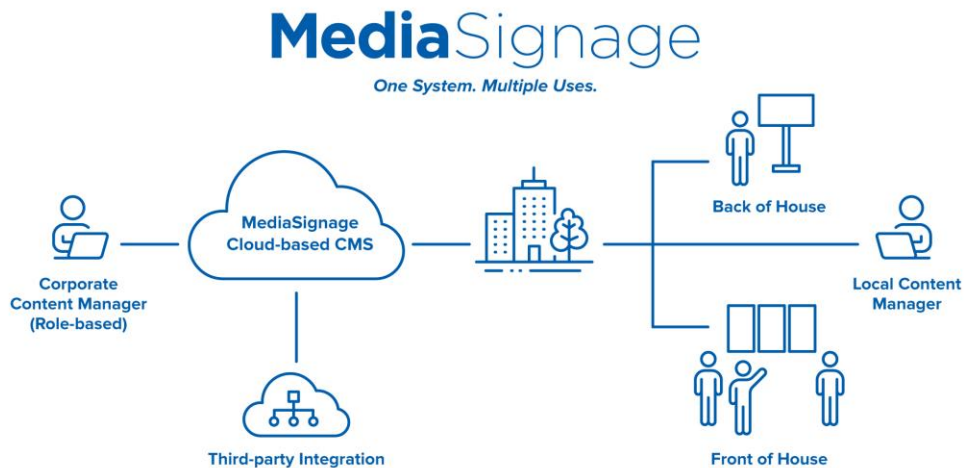 MediaSignage
One System. Multiple Uses.
MediaSignage
Cloud-based CMS
Corporate
Content Manager
(Role-based)
Third-party Integration
Back of House
Local Content
Manager
Front of House